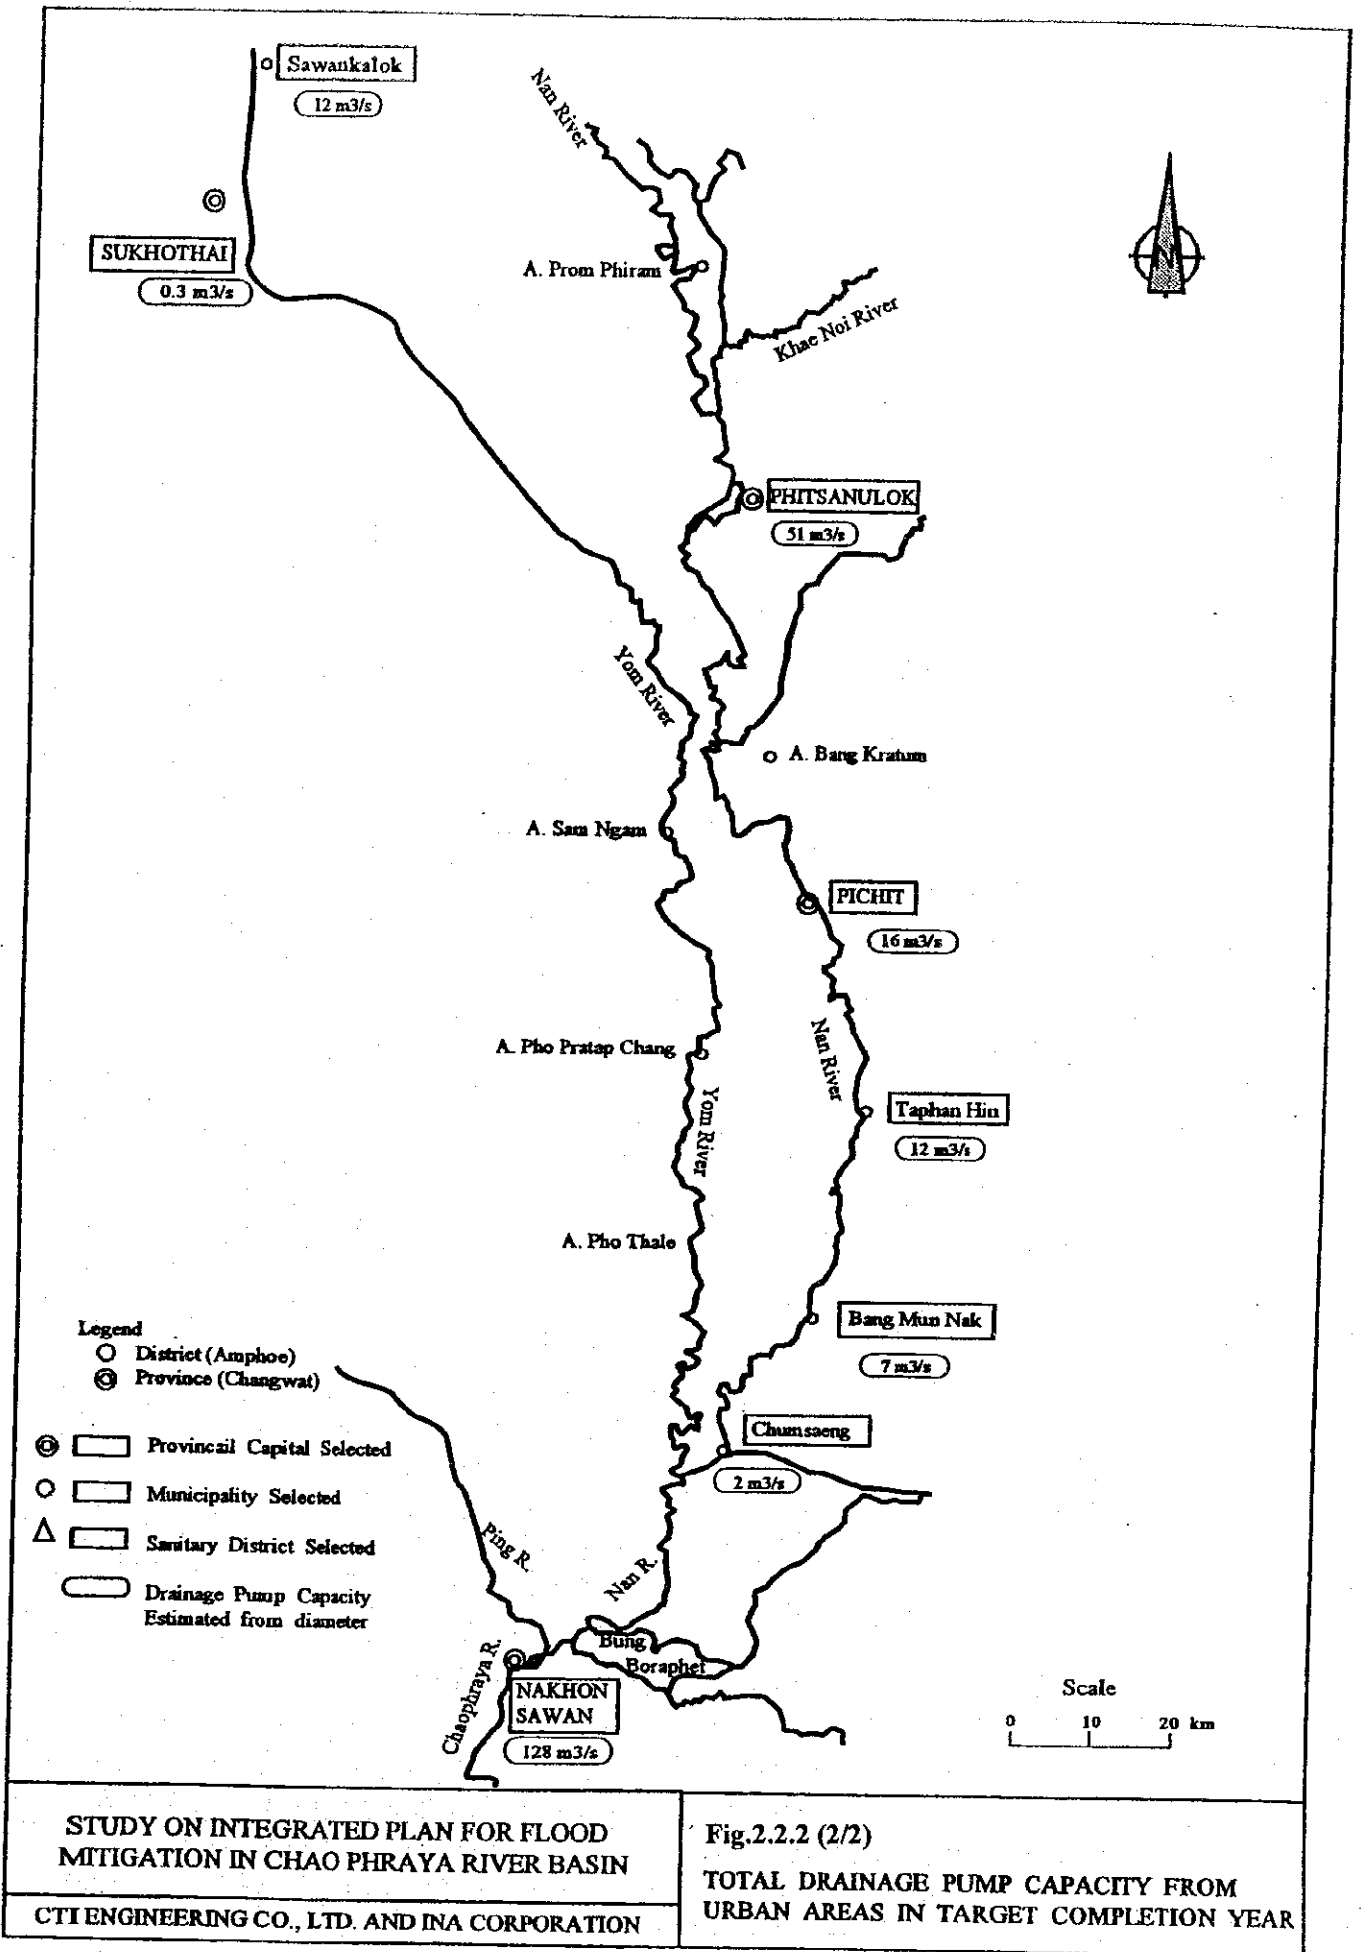 Sawankalok
12 m3/s
Nan River
SUKHOTHAI
0.3 m3/s
A. Prom Phiram
N
Khae Noi River
PHITSANULOK
51 m3/s
Yom River
A. Bang Kratum
A. Sam Ngam
PICHIT
16 m3/s
A. Pho Pratap Chang
Nan River
Yom River
Taphan Hin
12 m3/s
A. Pho Thale
Bang Mun Nak
7 m3/s
Chumsaeng
2 m3/s
Legend
District (Amphoe)
Province (Changwat)
Provincail Capital Selected
Municipality Selected
Sanitary District Selected
Drainage Pump Capacity
Estimated from diameter
Ping R.
Nan R.
Bung
Boraphet
Chaophraya R.
NAKHON
SAWAN
128 m3/s
Scale
0 10 20 km
STUDY ON INTEGRATED PLAN FOR FLOOD
MITIGATION IN CHAO PHRAYA RIVER BASIN
CTI ENGINEERING CO., LTD. AND INA CORPORATION
Fig.2.2.2 (2/2)
TOTAL DRAINAGE PUMP CAPACITY FROM
URBAN AREAS IN TARGET COMPLETION YEAR